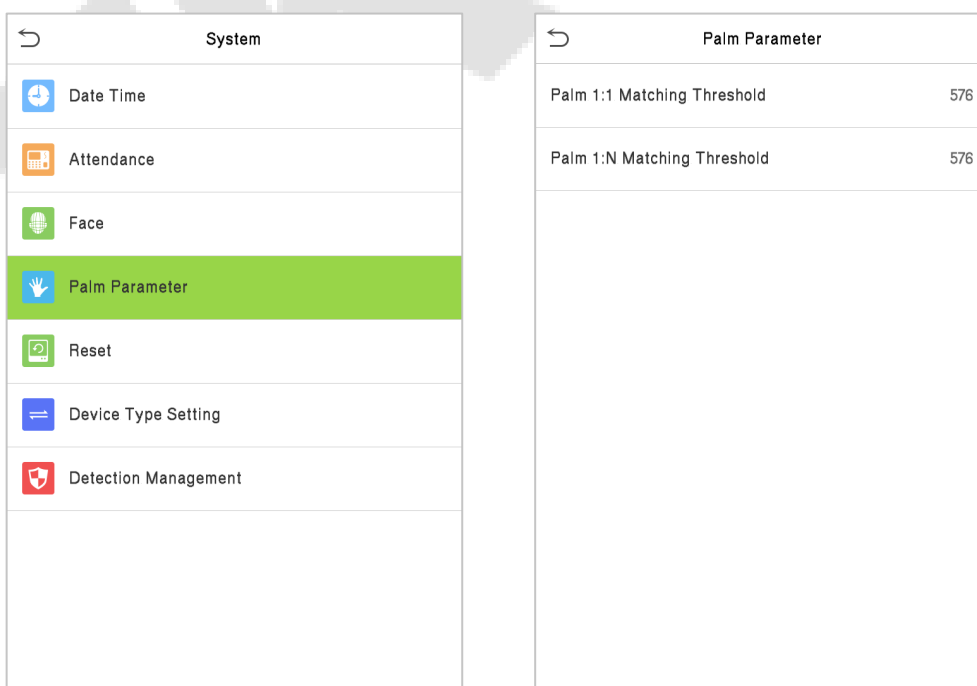 System
Date Time
Attendance
Face
Palm Parameter
Reset
Device Type Setting
Detection Management
Palm Parameter
Palm 1:1 Matching Threshold 576
Palm 1:N Matching Threshold 576